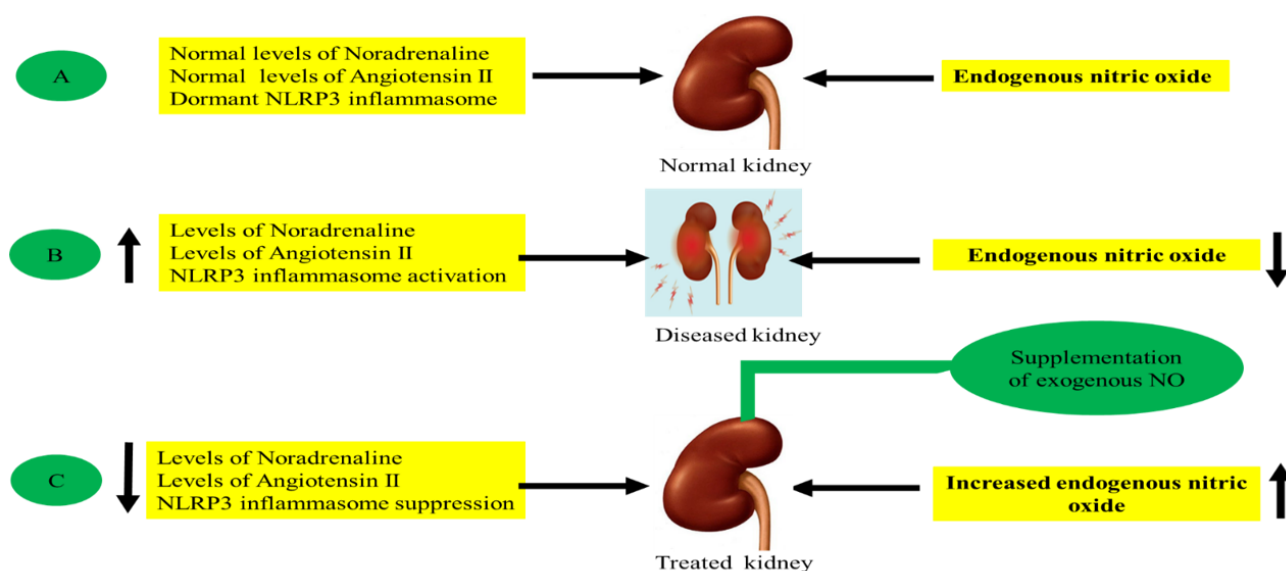 A
Normal levels of Noradrenaline
Normal levels of Angiotensin II
Dormant NLRP3 inflammasome
Endogenous nitric oxide
Normal kidney
B
Levels of Noradrenaline
Levels of Angiotensin II
NLRP3 inflammasome activation
Endogenous nitric oxide
Diseased kidney
Supplementation
of exogenous NO
C
Levels of Noradrenaline
Levels of Angiotensin II
NLRP3 inflammasome suppression
Increased endogenous nitric
oxide
Treated kidney